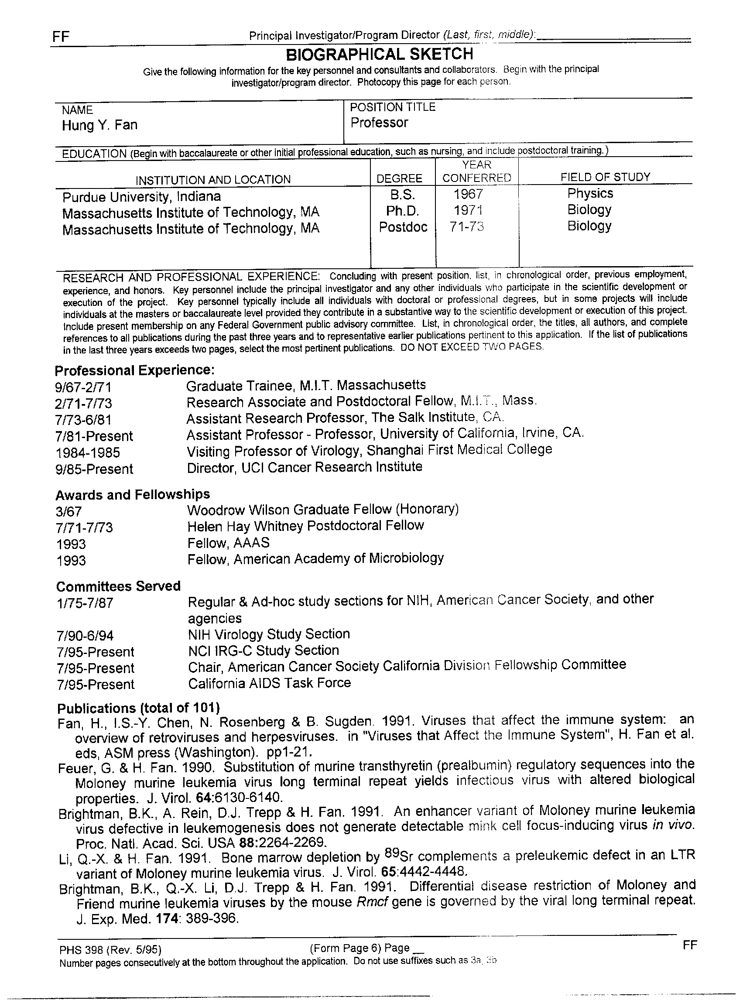 FF Principal Investigator/Program Director (Last, first, middle):
BIOGRAPHICAL SKETCH
Give the following information for the key personnel and consultants and collaborators. Begin with the principal
investigator/program director. Photocopy this page for each person.
NAME POSITION TITLE
Hung Y. Fan Professor
EDUCATION (Begin with baccalaureate or other initial professional education, such as nursing, and include postdoctoral training.)
INSTITUTION AND LOCATION DEGREE YEAR CONFERRED FIELD OF STUDY
Purdue University, Indiana B.S. 1967 Physics
Massachusetts Institute of Technology, MA Ph.D. 1971 Biology
Massachusetts Institute of Technology, MA Postdoc 71-73 Biology
RESEARCH AND PROFESSIONAL EXPERIENCE: Concluding with present position, list, in chronological order, previous employment,
experience, and honors. Key personnel include the principal investigator and any other individuals who participate in the scientific development or
execution of the project. Key personnel typically include all individuals with doctoral or professional degrees, but in some projects will include
individuals at the masters or baccalaureate level provided they contribute in a substantive way to the scientific development or execution of this project.
Include present membership on any Federal Government public advisory committee. List, in chronological order, the titles, all authors, and complete
references to all publications during the past three years and to representative earlier publications pertinent to this application. If the list of publications
in the last three years exceeds two pages, select the most pertinent publications. DO NOT EXCEED TWO PAGES.
Professional Experience:
9/67-2/71 Graduate Trainee, M.I.T. Massachusetts
2/71-7/73 Research Associate and Postdoctoral Fellow, M.I.T., Mass.
7/73-6/81 Assistant Research Professor, The Salk Institute, CA.
7/81-Present Assistant Professor - Professor, University of California, Irvine, CA.
1984-1985 Visiting Professor of Virology, Shanghai First Medical College
9/85-Present Director, UCI Cancer Research Institute
Awards and Fellowships
3/67 Woodrow Wilson Graduate Fellow (Honorary)
7/71-7/73 Helen Hay Whitney Postdoctoral Fellow
1993 Fellow, AAAS
1993 Fellow, American Academy of Microbiology
Committees Served
1/75-7/87 Regular & Ad-hoc study sections for NIH, American Cancer Society, and other
agencies
7/90-6/94 NIH Virology Study Section
7/95-Present NCI IRG-C Study Section
7/95-Present Chair, American Cancer Society California Division Fellowship Committee
7/95-Present California AIDS Task Force
Publications (total of 101)
Fan, H., I.S.-Y. Chen, N. Rosenberg & B. Sugden. 1991. Viruses that affect the immune system: an
overview of retroviruses and herpesviruses. in "Viruses that Affect the Immune System", H. Fan et al.
eds, ASM press (Washington). pp1-21.
Feuer, G. & H. Fan. 1990. Substitution of murine transthyretin (prealbumin) regulatory sequences into the
Moloney murine leukemia virus long terminal repeat yields infectious virus with altered biological
properties. J. Virol. 64:6130-6140.
Brightman, B.K., A. Rein, D.J. Trepp & H. Fan. 1991. An enhancer variant of Moloney murine leukemia
virus defective in leukemogenesis does not generate detectable mink cell focus-inducing virus in vivo.
Proc. Natl. Acad. Sci. USA 88:2264-2269.
Li, Q.-X. & H. Fan. 1991. Bone marrow depletion by 89Sr complements a preleukemic defect in an LTR
variant of Moloney murine leukemia virus. J. Virol. 65:4442-4448.
Brightman, B.K., Q.-X. Li, D.J. Trepp & H. Fan. 1991. Differential disease restriction of Moloney and
Friend murine leukemia viruses by the mouse Rmcf gene is governed by the viral long terminal repeat.
J. Exp. Med. 174: 389-396.
PHS 398 (Rev. 5/95) (Form Page 6) Page __ FF
Number pages consecutively at the bottom throughout the application. Do not use suffixes such as 3a, 3b